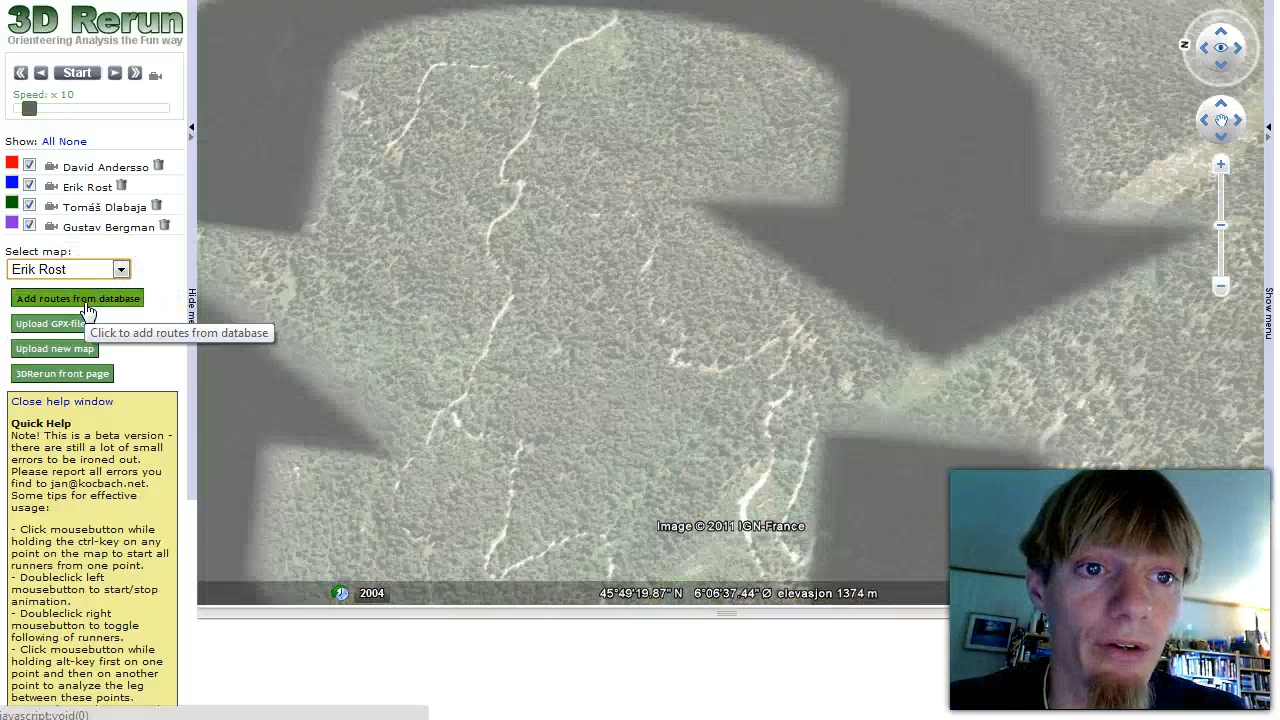 3D Rerun
Orienteering Analysis the Fun way
Start
Speed: x 10
Show: All None
David Andersso
Erik Rost
Tomáš Dlabaja
Gustav Bergman
Select map:
Erik Rost
Add routes from database
Upload GPX-file
Click to add routes from database
Upload new map
3DRerun front page
Close help window
Quick Help
Note! This is a beta version -
there are still a lot of small
errors to be ironed out.
Please report all errors you
find to jan@kocbach.net.
Some tips for effective
usage:
- Click mousebutton while
holding the ctrl-key on any
point on the map to start all
runners from one point.
- Doubleclick left
mousebutton to start/stop
animation.
- Doubleclick right
mousebutton to toggle
following of runners.
- Click mousebutton while
holding alt-key first on one
point and then on another
point to analyze the leg
between these points.
javascript:void(0)
Hide me
N
Show menu
Image © 2011 IGN-France
2004
45°49'19.87" N 6°06'37.44" Ø elevasjon 1374 m